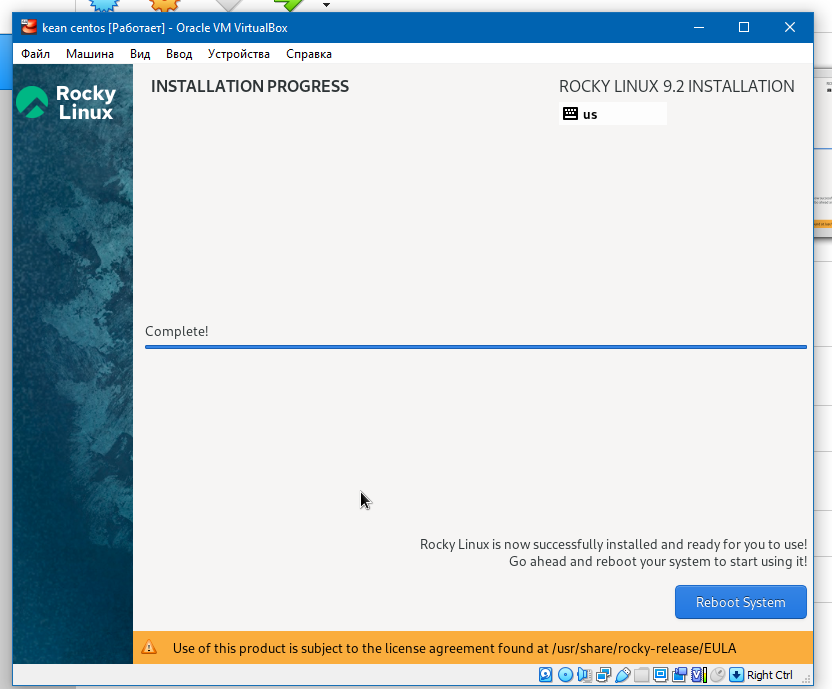 kean centos [Работает] - Oracle VM VirtualBox
Файл Машина Вид Ввод Устройства Справка
Rocky
Linux
INSTALLATION PROGRESS
ROCKY LINUX 9.2 INSTALLATION
us
Complete!
Rocky Linux is now successfully installed and ready for you to use!
Go ahead and reboot your system to start using it!
Reboot System
Use of this product is subject to the license agreement found at /usr/share/rocky-release/EULA
Right Ctrl